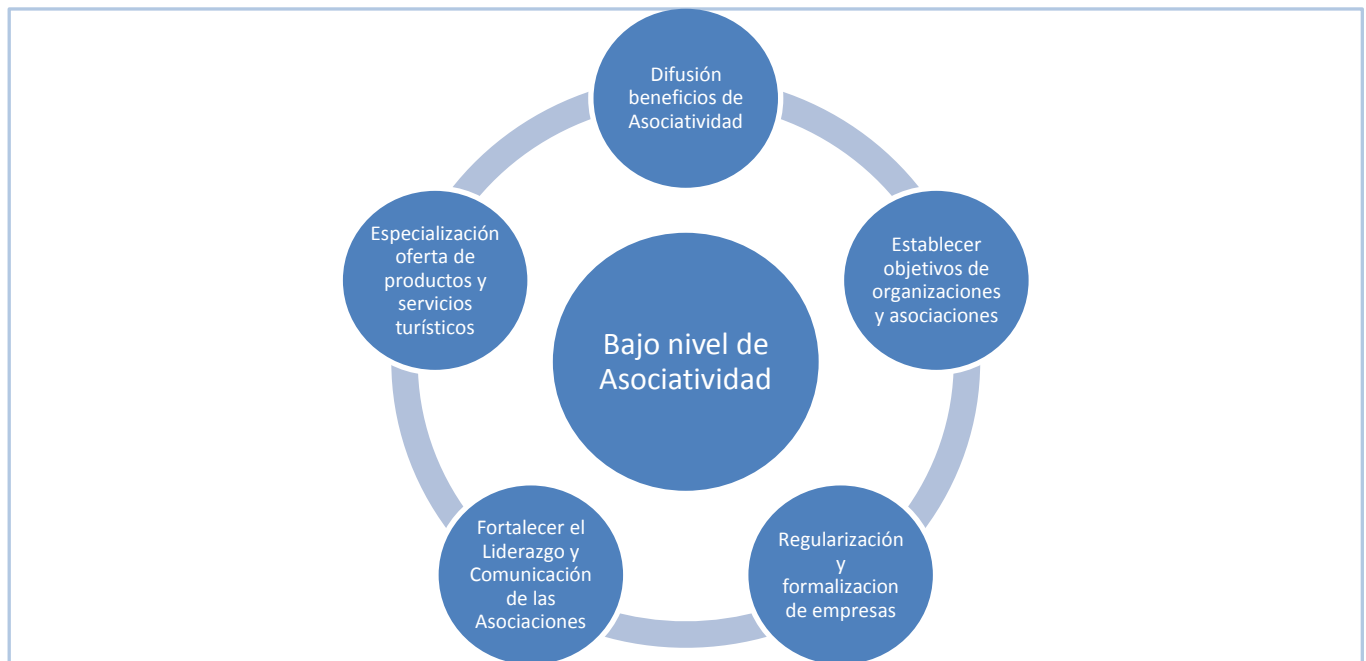 Difusión
beneficios de
Asociatividad
Establecer
objetivos de
organizaciones
y asociaciones
Regularización
y
formalizacion
de empresas
Fortalecer el
Liderazgo y
Comunicación
de las
Asociaciones
Especialización
oferta de
productos y
servicios
turísticos
Bajo nivel de
Asociatividad